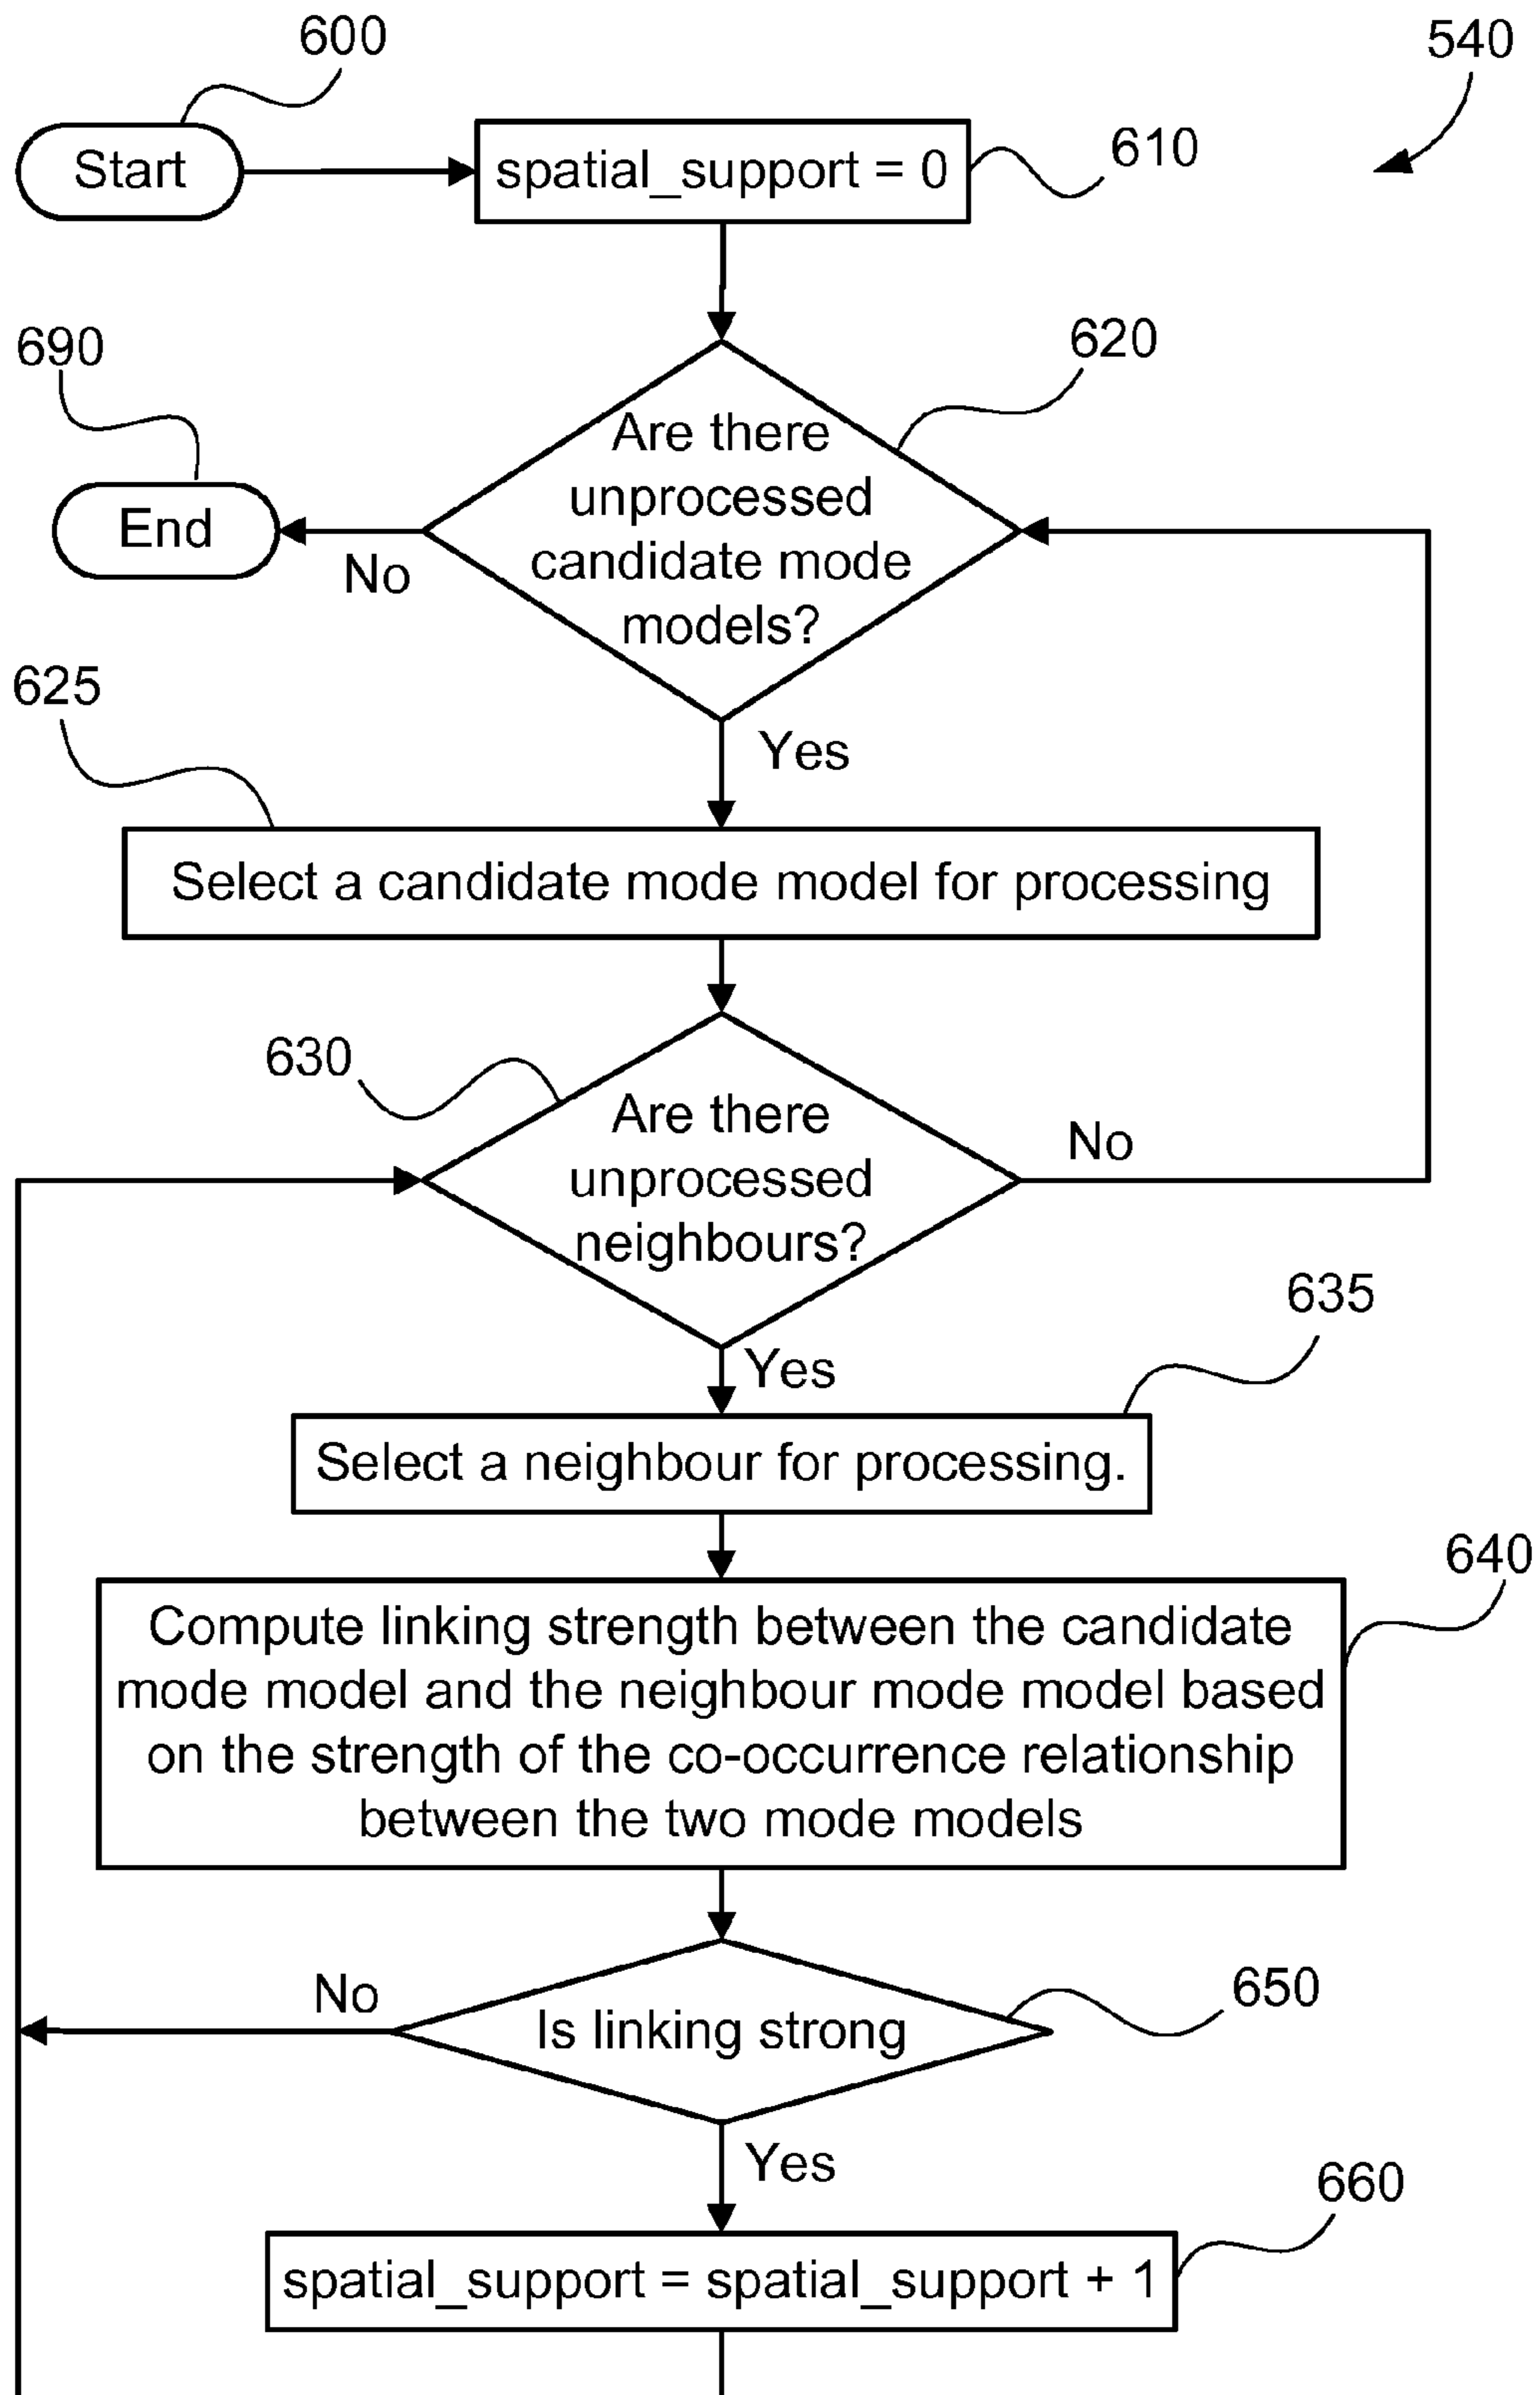 600
540
Start
spatial_support = 0
610
690
620
Are there
unprocessed
candidate mode
models?
End
No
625
Yes
Select a candidate mode model for processing
630
Are there
unprocessed
neighbours?
No
635
Yes
Select a neighbour for processing.
640
Compute linking strength between the candidate
mode model and the neighbour mode model based
on the strength of the co-occurrence relationship
between the two mode models
No
650
Is linking strong
Yes
660
spatial_support = spatial_support + 1